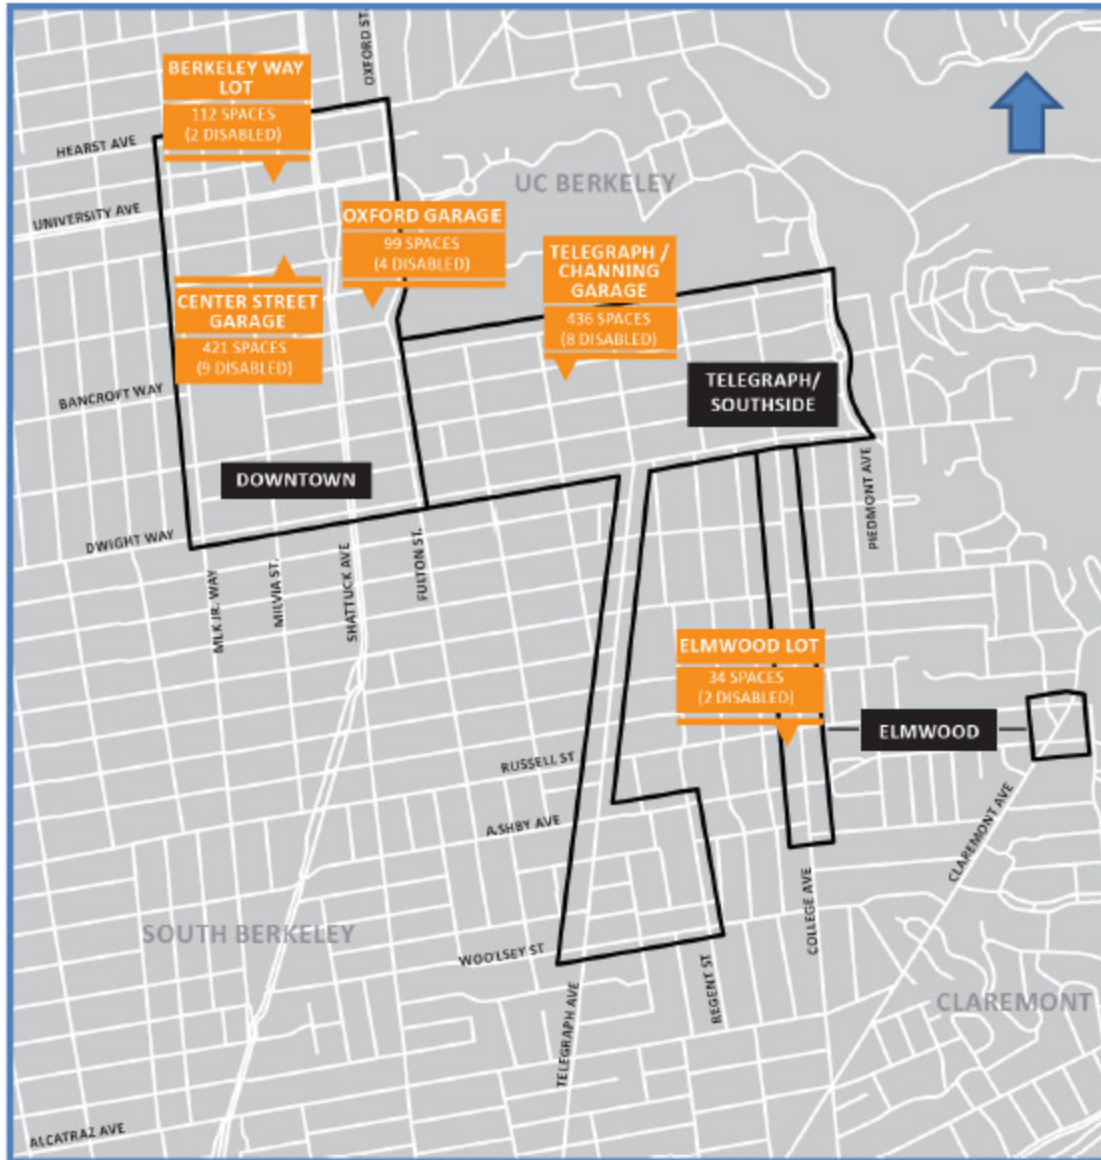 OXFORD ST.
BERKELEY WAY
LOT
112 SPACES
(2 DISABLED)
HEARST AVE
UC BERKELEY
UNIVERSITY AVE
OXFORD GARAGE
99 SPACES
(4 DISABLED)
TELEGRAPH /
CHANNING
GARAGE
436 SPACES
(8 DISABLED)
CENTER STREET
GARAGE
421 SPACES
(9 DISABLED)
BANCROFT WAY
TELEGRAPH/
SOUTHSIDE
DOWNTOWN
PIEDMONT AVE
DWIGHT WAY
MLK JR. WAY
MILVIA ST.
SHATTUCK AVE
FULTON ST.
ELMWOOD LOT
34 SPACES
(2 DISABLED)
ELMWOOD
RUSSELL ST
ASHBY AVE
CLAREMONT AVE
COLLEGE AVE
SOUTH BERKELEY
WOOLSEY ST
REGENT ST
TELEGRAPH AVE
CLAREMONT
ALCATRAZ AVE